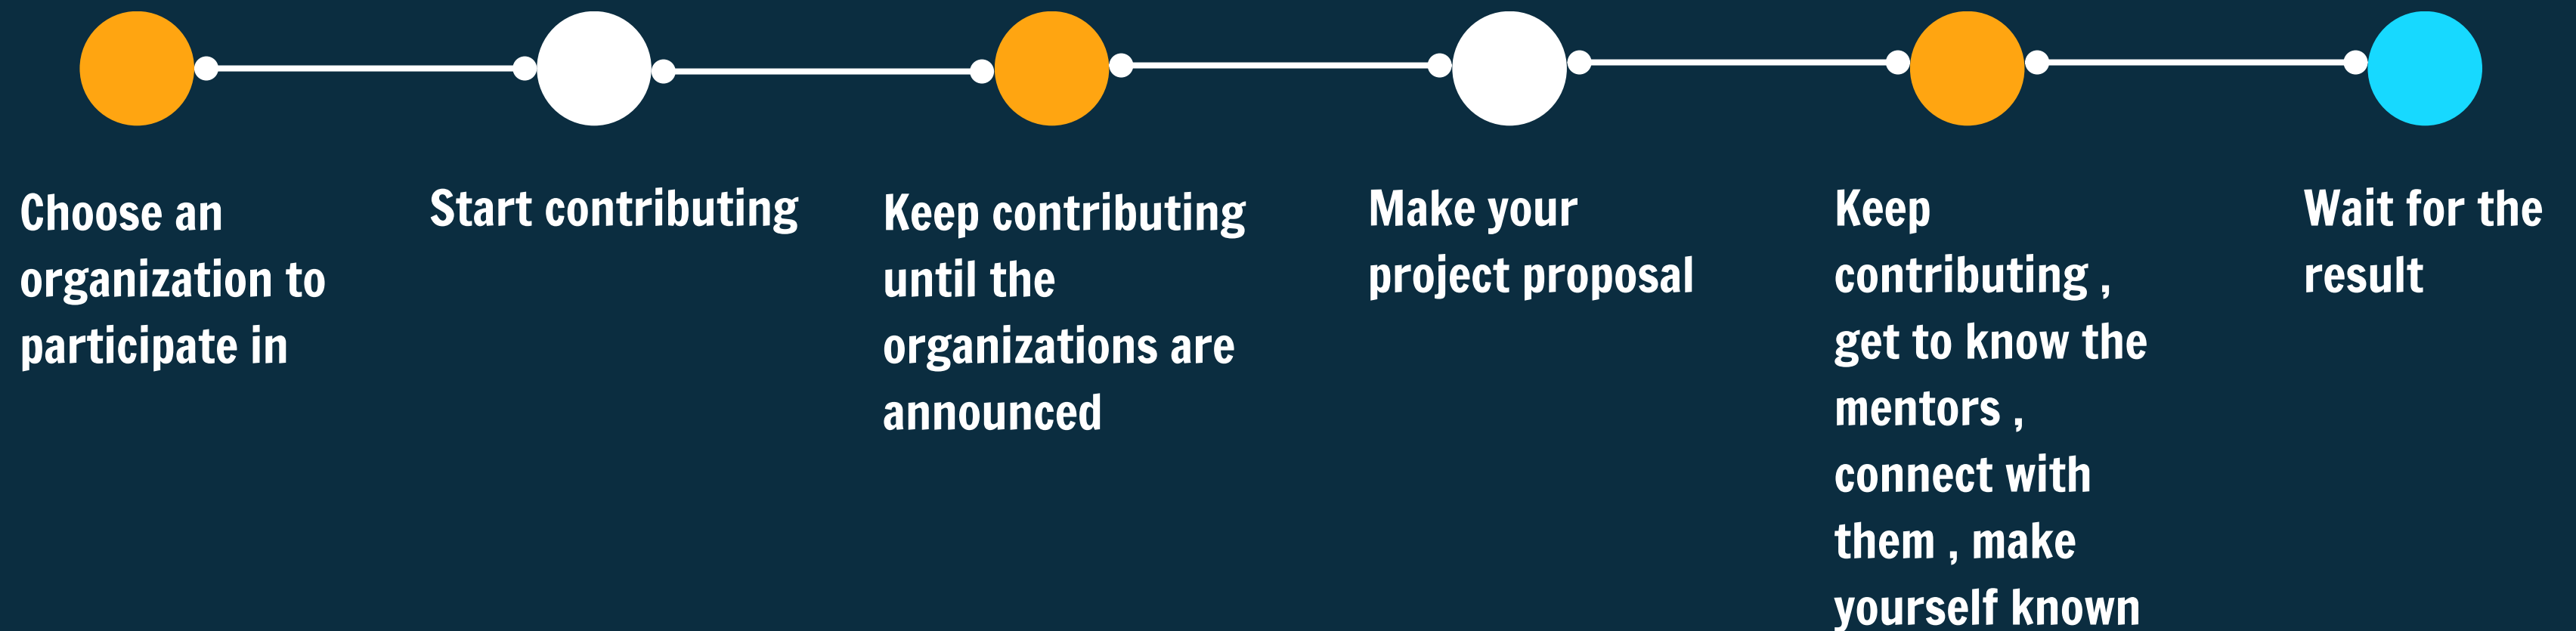 Choose an
organization to
participate in
Start contributing
Keep contributing
until the
organizations are
announced
Make your
project proposal
Keep
contributing ,
get to know the
mentors ,
connect with
them , make
yourself known
Wait for the
result